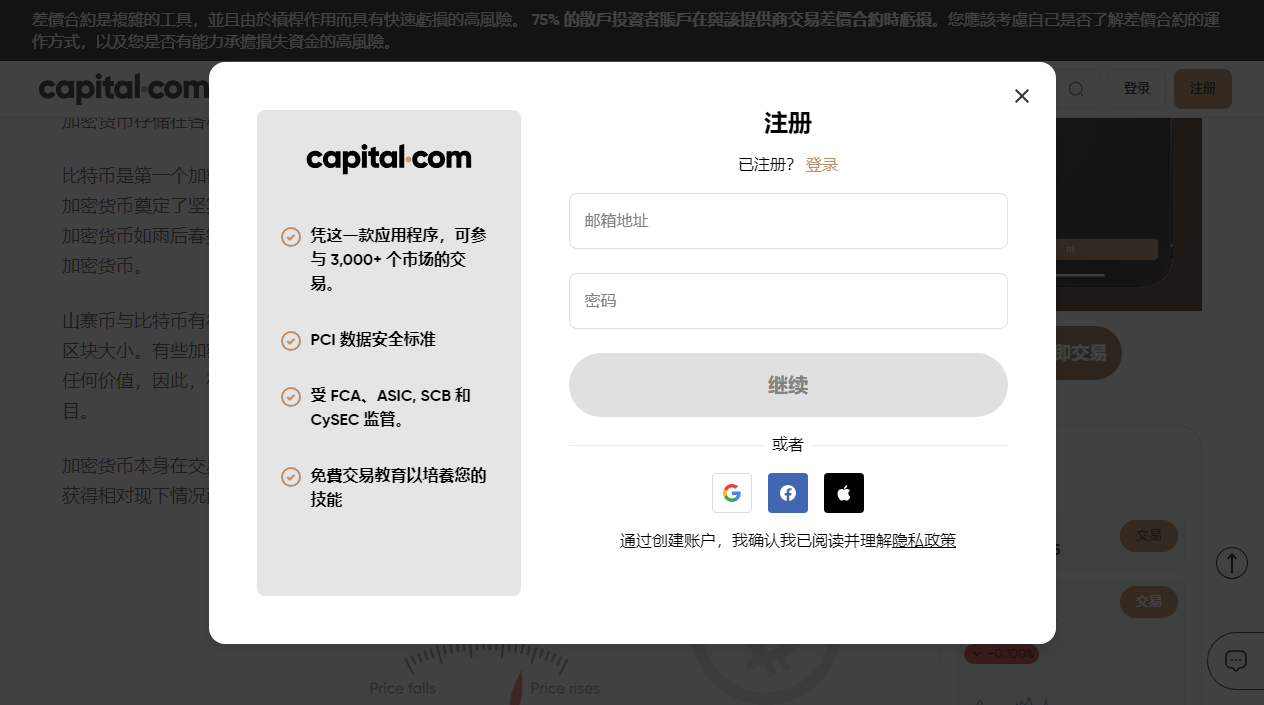 差價合約是複雜的工具，並且由於槓桿作用而具有快速虧損的高風險。 75% 的散戶投資者賬戶在與該提供商交易差價合約時虧損。您應該考慮自己是否了解差價合約的運
作方式，以及您是否有能力承擔損失資金的高風險。
capital.com
登录
注册
加密货币存储在各
比特币是第一个加密
加密货币奠定了坚实
加密货币如雨后春
加密货币。
山寨币与比特币有
区块大小。有些加密
任何价值，因此，
目。
加密货币本身在交
获得相对现下情况
capital.com
凭这一款应用程序，可参
与 3,000+ 个市场的交
易。
PCI 数据安全标准
受 FCA、ASIC, SCB 和
CySEC 监管。
免費交易教育以培養您的
技能
注册
已注册？ 登录
邮箱地址
密码
继续
或者
通过创建账户，我确认我已阅读并理解隐私政策
Ok
即交易
交易
5
交易
-0.100%
Price falls
Price rises